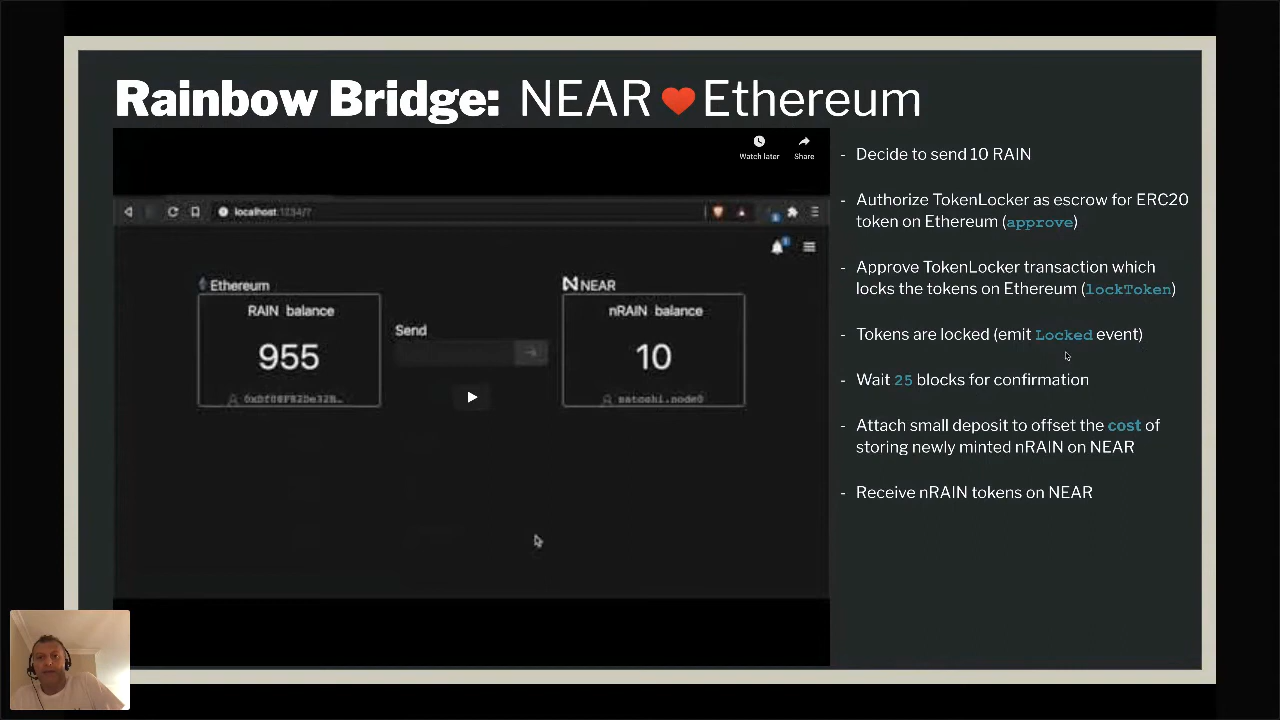 Rainbow Bridge: NEAR ❤ Ethereum
Watch later
Share
localhost:1234/?
Ethereum
RAIN balance
955
Send
NEAR
nRAIN balance
10
satoshi.node0
- Decide to send 10 RAIN
- Authorize TokenLocker as escrow for ERC20
token on Ethereum (approve)
- Approve TokenLocker transaction which
locks the tokens on Ethereum (lockToken)
- Tokens are locked (emit Locked event)
- Wait 25 blocks for confirmation
- Attach small deposit to offset the cost of
storing newly minted nRAIN on NEAR
- Receive nRAIN tokens on NEAR